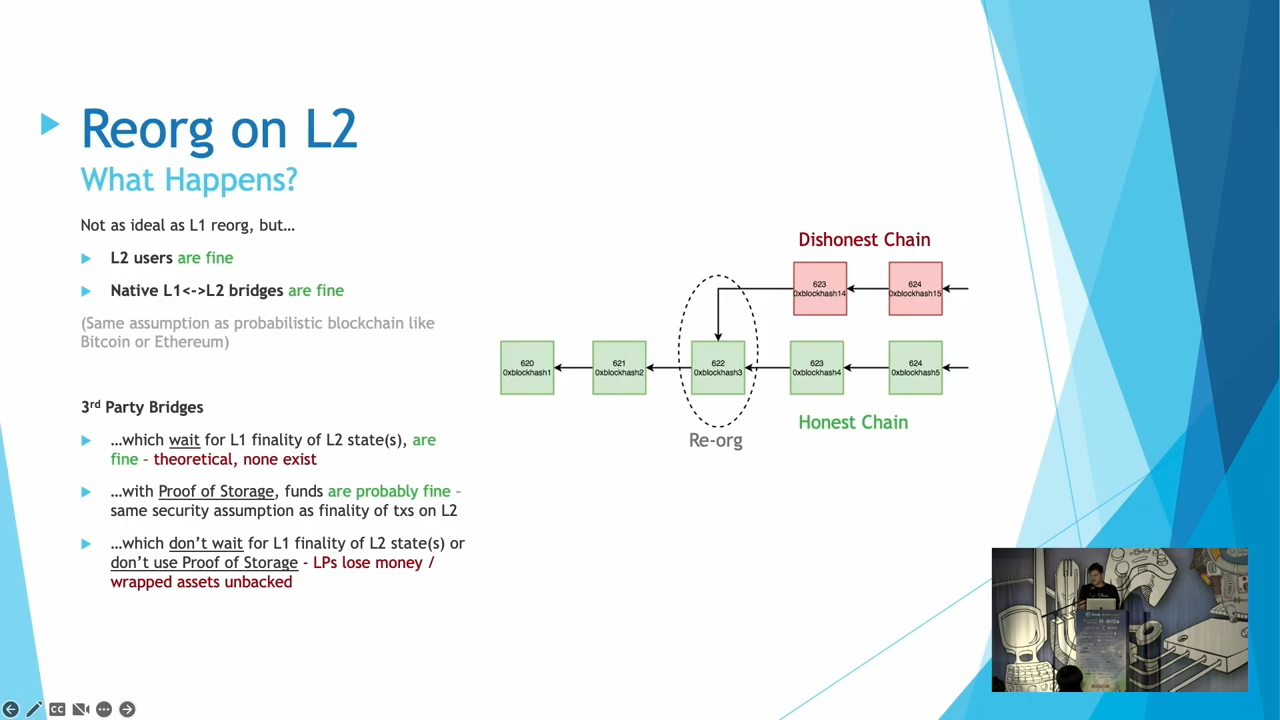 Reorg on L2
What Happens?
Not as ideal as L1 reorg, but…
L2 users are fine
Native L1<->L2 bridges are fine
(Same assumption as probabilistic blockchain like
Bitcoin or Ethereum)
3rd Party Bridges
…which wait for L1 finality of L2 state(s), are
fine – theoretical, none exist
…with Proof of Storage, funds are probably fine –
same security assumption as finality of txs on L2
…which don’t wait for L1 finality of L2 state(s) or
don’t use Proof of Storage - LPs lose money /
wrapped assets unbacked
Dishonest Chain
623
0xblockhash14
624
0xblockhash15
620
0xblockhash1
621
0xblockhash2
622
0xblockhash3
623
0xblockhash4
624
0xblockhash5
Honest Chain
Re-org
CC